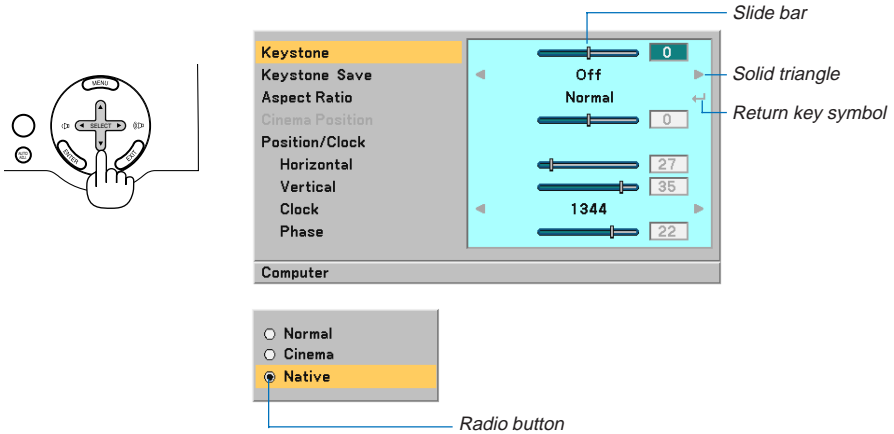 Slide bar
Keystone 0
Keystone Save Off Solid triangle
Aspect Ratio Normal
Return key symbol
Cinema Position 0
Position/Clock
Horizontal 27
Vertical 35
Clock 1344
Phase 22
Computer
MENU
SELECT
ENTER
EXIT
AUTO
ADJ.
Normal
Cinema
Native
Radio button